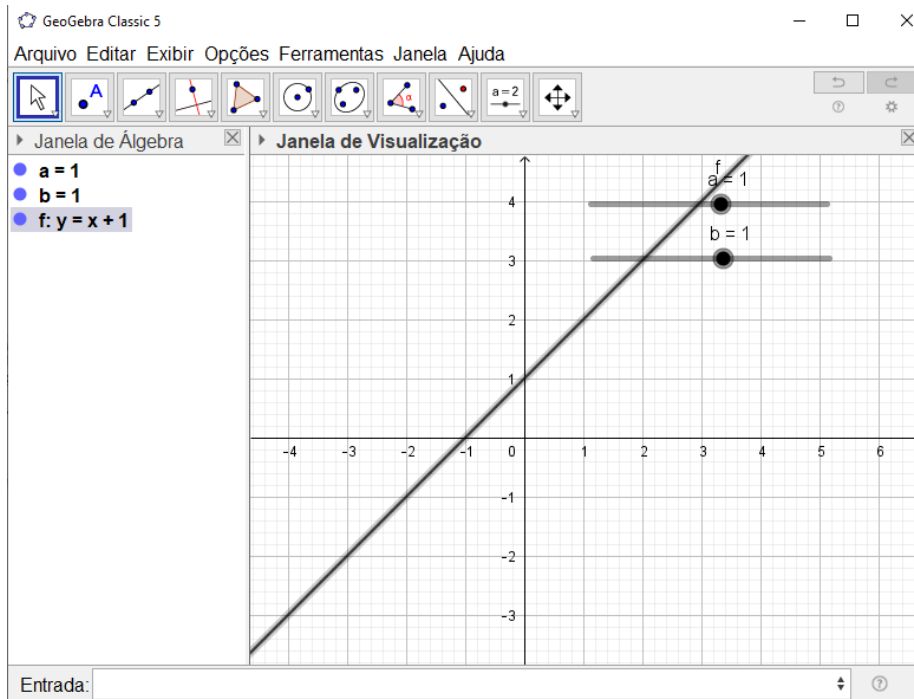 GeoGebra Classic 5
Arquivo Editar Exibir Opções Ferramentas Janela Ajuda
A
α
a=2
Janela de Álgebra
Janela de Visualização
a = 1
b = 1
f: y = x + 1
f
a = 1
b = 1
4
3
2
1
-4 -3 -2 -1 0 1 2 3 4 5 6
-1
-2
-3
Entrada: